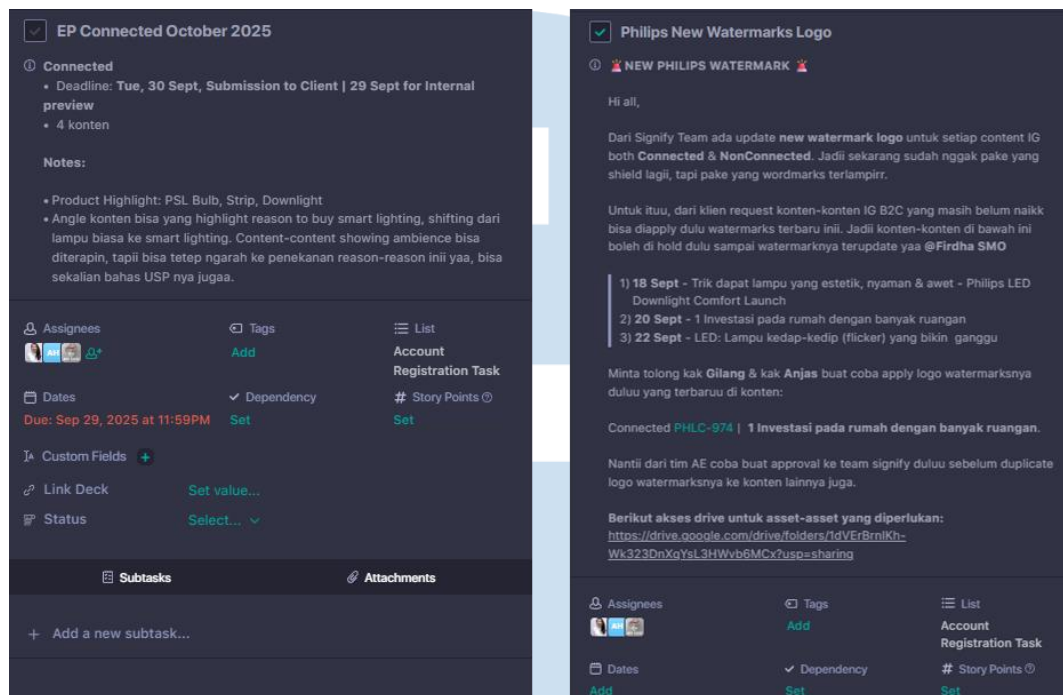 EP Connected October 2025
Connected
• Deadline: Tue, 30 Sept, Submission to Client | 29 Sept for Internal
preview
• 4 konten
Notes:
• Product Highlight: PSL Bulb, Strip, Downlight
• Angle konten bisa yang highlight reason to buy smart lighting, shifting dari
lampu biasa ke smart lighting. Content-content showing ambience bisa
diterapin, tapii bisa tetep ngarah ke penekanan reason-reason inii yaa, bisa
sekalian bahas USP nya jugaa.
Assignees
Tags
List
AH
Add
Account
Registration Task
Dates
Dependency
# Story Points
Due: Sep 29, 2025 at 11:59PM
Set
Set
Custom Fields +
Link Deck
Set value...
Status
Select...
Subtasks
Attachments
+ Add a new subtask...
Philips New Watermarks Logo
🚨NEW PHILIPS WATERMARK 🚨
Hi all,
Dari Signify Team ada update new watermark logo untuk setiap content IG
both Connected & NonConnected. Jadii sekarang sudah nggak pake yang
shield lagii, tapi pake yang wordmarks terlampirr.
Untuk ituu, dari klien request konten-konten IG B2C yang masih belum naikk
bisa diapply dulu watermarks terbaru inii. Jadii konten-konten di bawah ini
boleh di hold dulu sampai watermarknya terupdate yaa @Firdha SMO
1) 18 Sept - Trik dapat lampu yang estetik, nyaman & awet - Philips LED
Downlight Comfort Launch
2) 20 Sept - 1 Investasi pada rumah dengan banyak ruangan
3) 22 Sept - LED: Lampu kedap-kedip (flicker) yang bikin ganggu
Minta tolong kak Gilang & kak Anjas buat coba apply logo watermarksnya
duluu yang terbaruu di konten:
Connected PHLC-974 | 1 Investasi pada rumah dengan banyak ruangan.
Nantii dari tim AE coba buat approval ke team signify duluu sebelum duplicate
logo watermarksnya ke konten lainnya juga.
Berikut akses drive untuk asset-asset yang diperlukan:
https://drive.google.com/drive/folders/1dVErBrnIKh-
Wk323DnXqYsL3HWvb6MCx?usp=sharing
Assignees
Tags
List
AH
Add
Account
Registration Task
Dates
Dependency
# Story Points
Add
Set
Set